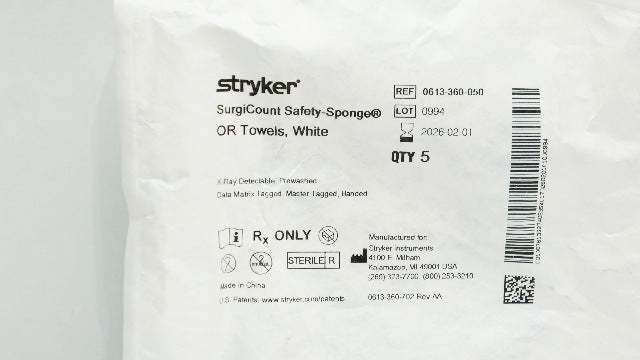 stryker®
SurgiCount Safety-Sponge®
OR Towels, White
REF 0613-360-050
LOT 0994
2026-02-01
QTY 5
X-Ray Detectable, Prewashed
Data Matrix Tagged, Master Tagged, Banded
Rx ONLY
STERILE R
Manufactured for:
Stryker Instruments
4100 E. Milham
Kalamazoo, MI 49001 USA
(269) 323-7700 (800) 253-3210
Made in China
U.S. Patents: www.stryker.com/patents
0613-360-702 Rev AA